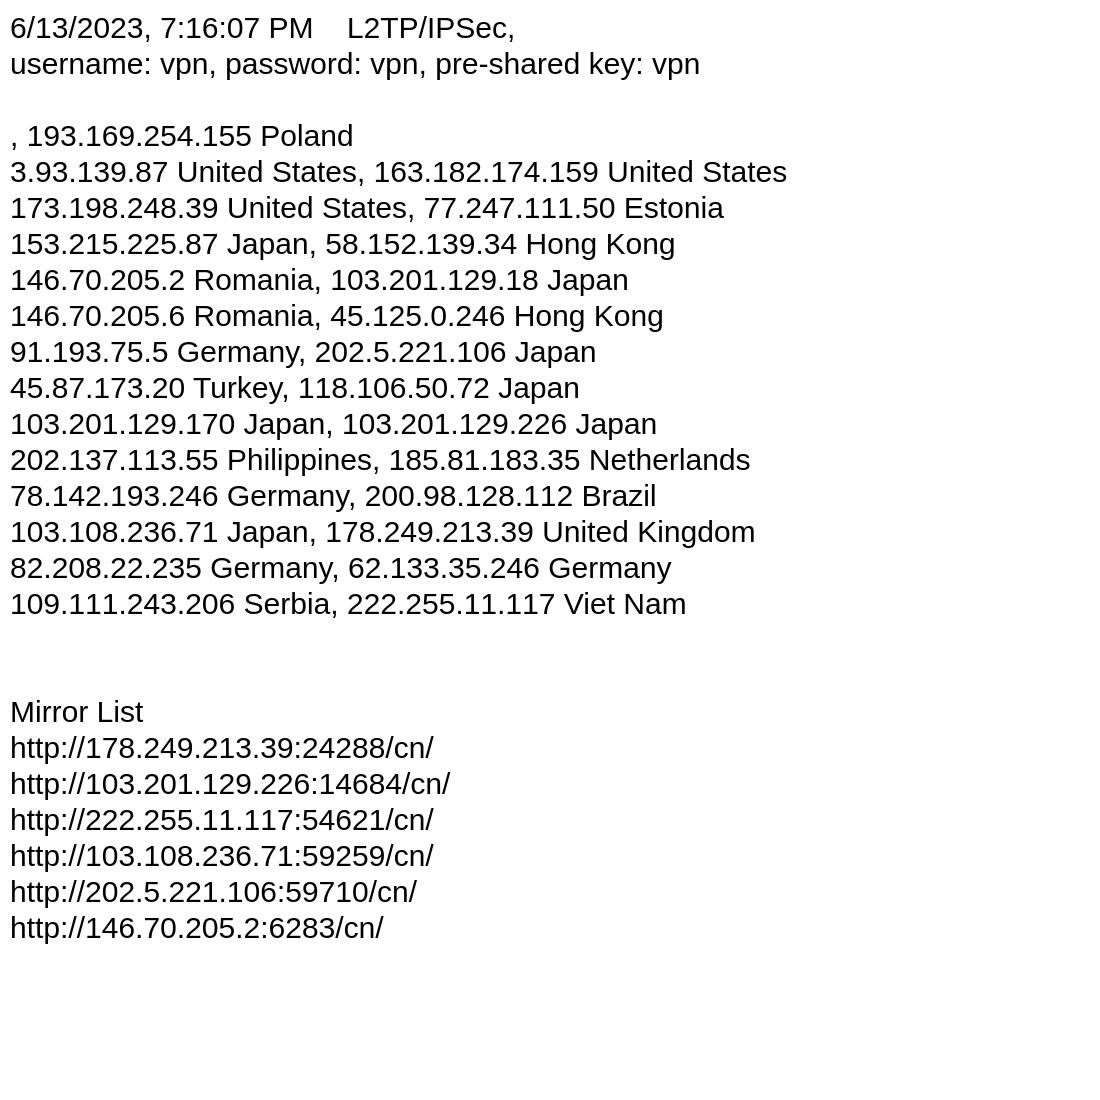 6/13/2023, 7:16:07 PM    L2TP/IPSec,
username: vpn, password: vpn, pre-shared key: vpn
, 193.169.254.155 Poland
3.93.139.87 United States, 163.182.174.159 United States
173.198.248.39 United States, 77.247.111.50 Estonia
153.215.225.87 Japan, 58.152.139.34 Hong Kong
146.70.205.2 Romania, 103.201.129.18 Japan
146.70.205.6 Romania, 45.125.0.246 Hong Kong
91.193.75.5 Germany, 202.5.221.106 Japan
45.87.173.20 Turkey, 118.106.50.72 Japan
103.201.129.170 Japan, 103.201.129.226 Japan
202.137.113.55 Philippines, 185.81.183.35 Netherlands
78.142.193.246 Germany, 200.98.128.112 Brazil
103.108.236.71 Japan, 178.249.213.39 United Kingdom
82.208.22.235 Germany, 62.133.35.246 Germany
109.111.243.206 Serbia, 222.255.11.117 Viet Nam
Mirror List
http://178.249.213.39:24288/cn/
http://103.201.129.226:14684/cn/
http://222.255.11.117:54621/cn/
http://103.108.236.71:59259/cn/
http://202.5.221.106:59710/cn/
http://146.70.205.2:6283/cn/